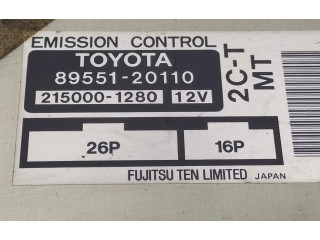 EMISSION CONTROL
TOYOTA
89551-20110
215000-1280 12V
2C-T
MT
26P 16P
FUJITSU TEN LIMITED JAPAN